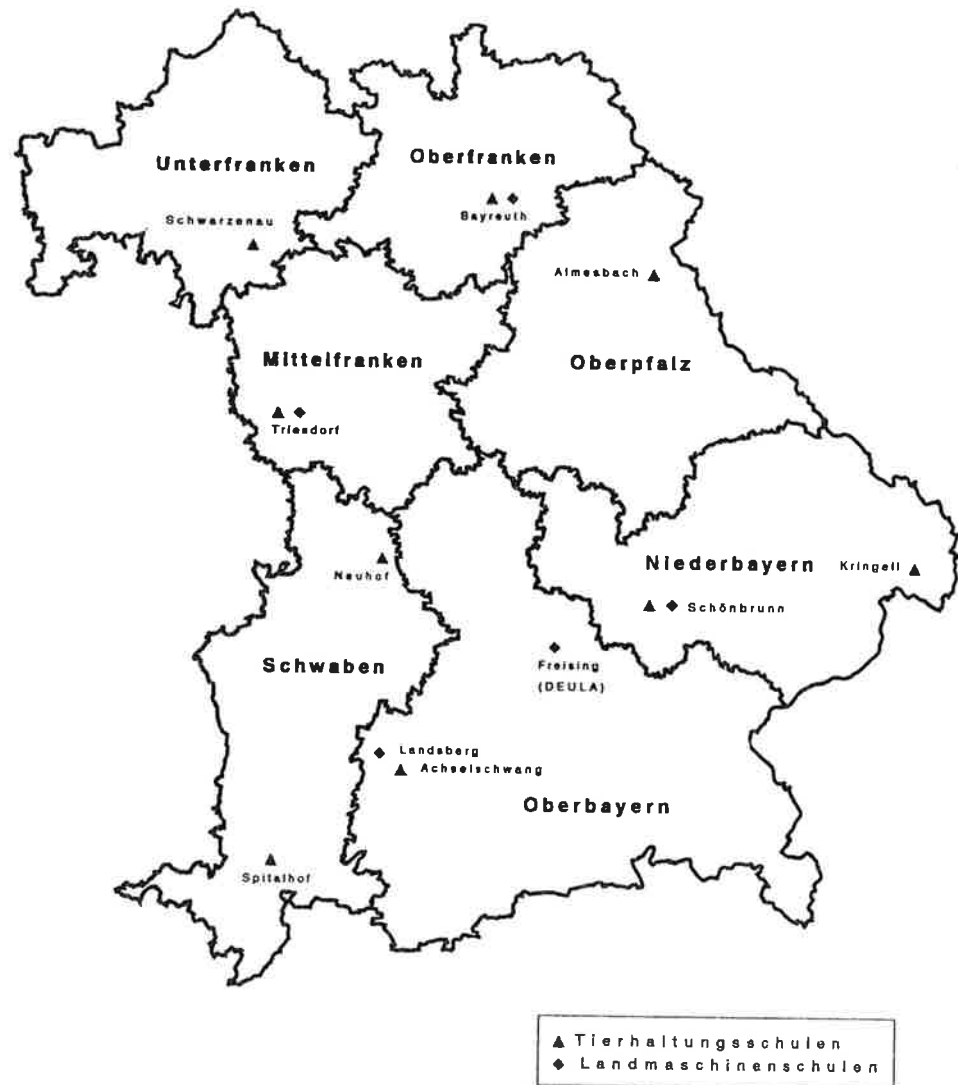 Unterfranken
Oberfranken
Schwarzenau
Bayreuth
Almesbach
Mittelfranken
Oberpfalz
Triesdorf
Neuhof
Niederbayern
Kringell
Schönbrunn
Schwaben
Freising
(DEULA)
Landsberg
Achselschwang
Oberbayern
Spitalhof
▲ Tierhaltungsschulen
◆ Landmaschinenschulen